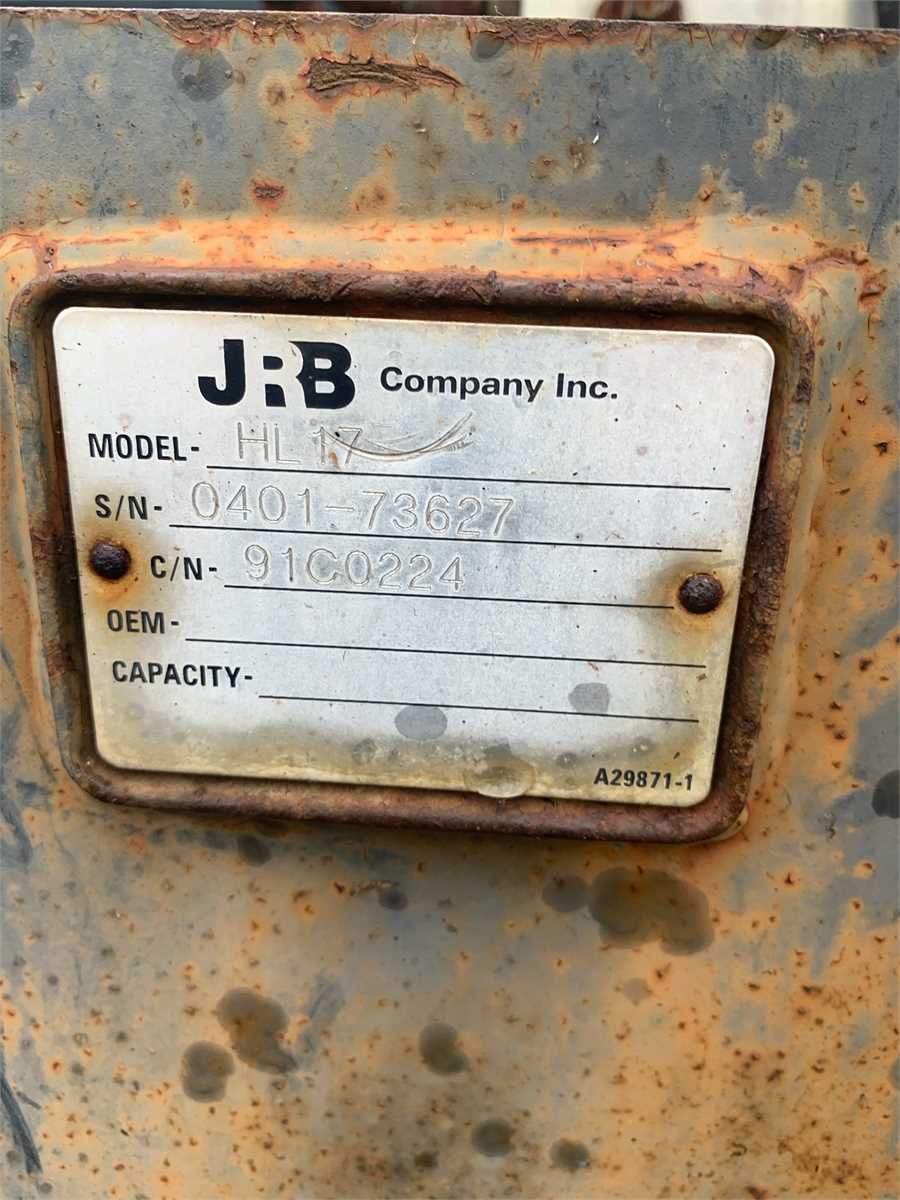 JRB Company Inc.
MODEL- HL17
S/N- 0401-73627
C/N- 91C0224
OEM-
CAPACITY-
A29871-1